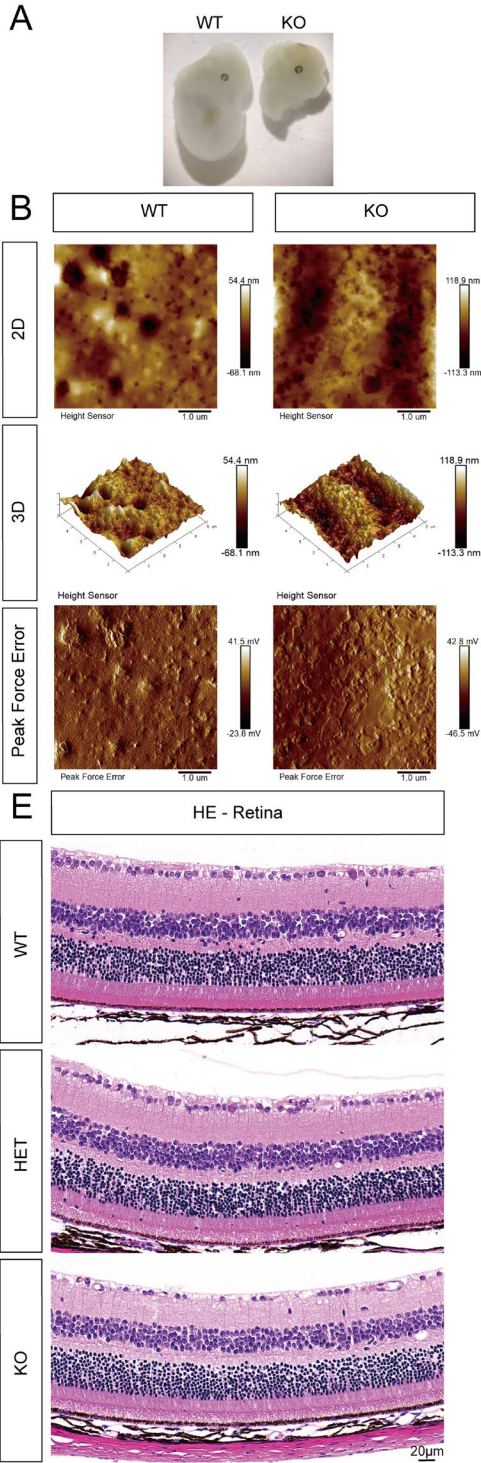 A
WT KO
B
WT KO
2D
54.4 nm
-68.1 nm
118.9 nm
-113.3 nm
Height Sensor 1.0 um
Height Sensor 1.0 um
3D
54.4 nm
-68.1 nm
118.9 nm
-113.3 nm
Height Sensor
Height Sensor
Peak Force Error
41.5 mV
-23.8 mV
42.8 mV
-46.5 mV
Peak Force Error 1.0 um
Peak Force Error 1.0 um
E
HE - Retina
WT
HET
KO
20μm